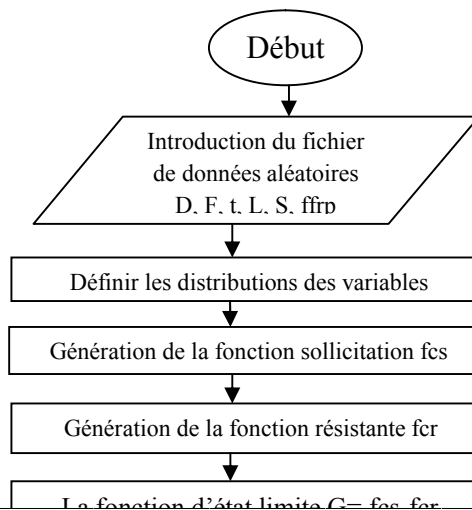 Début
Introduction du fichier
de données aléatoires
D, F, t, L, S, ffrp
Définir les distributions des variables
Génération de la fonction sollicitation fcs
Génération de la fonction résistante fcr
La fonction d'état limite G= fcs-fcr